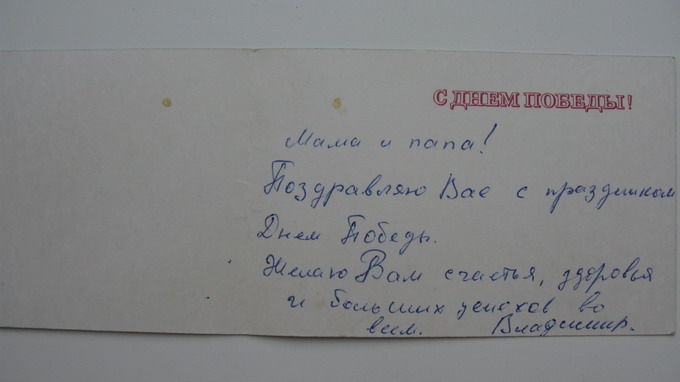 С ДНЕМ ПОБЕДЫ!
Мама и папа!
Поздравляю Вас с праздником
Днем Победы.
Желаю Вам счастья, здоровья
и больших успехов во
всем. Владимир.